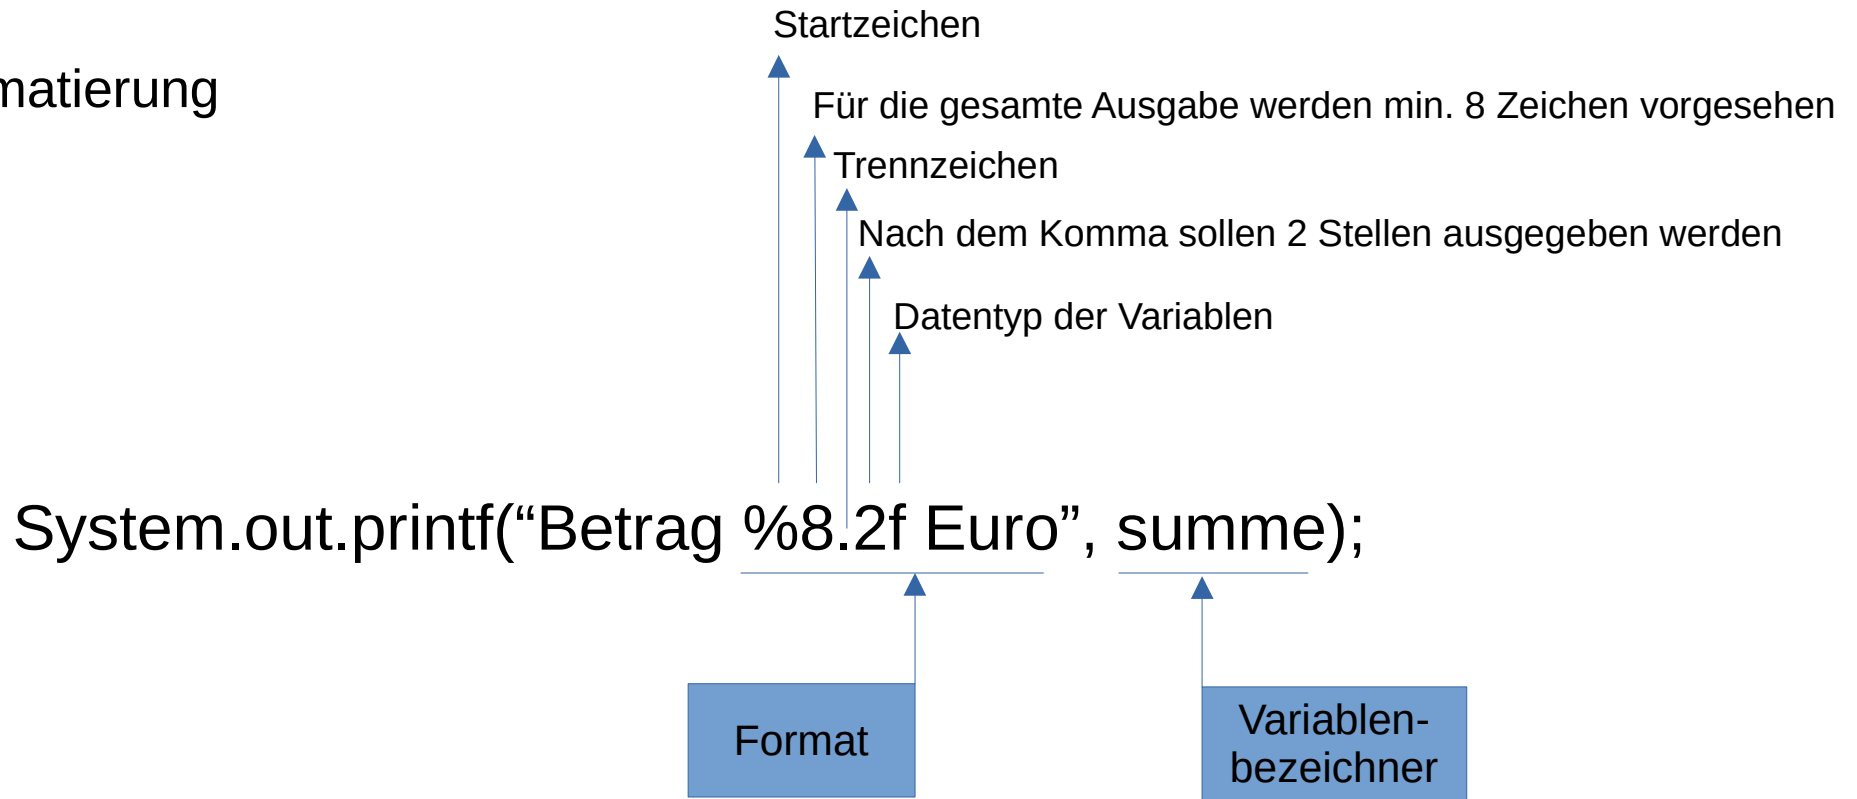 Startzeichen
matierung
Für die gesamte Ausgabe werden min. 8 Zeichen vorgesehen
Trennzeichen
Nach dem Komma sollen 2 Stellen ausgegeben werden
Datentyp der Variablen
System.out.printf(“Betrag %8.2f Euro”, summe);
Format
Variablen-
bezeichner